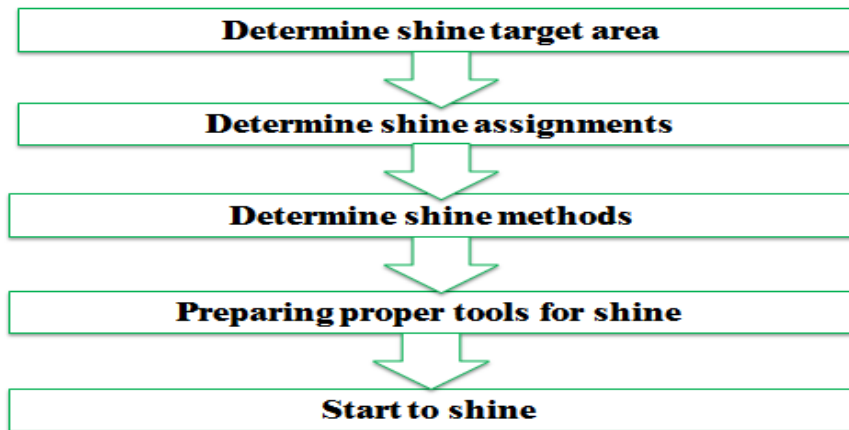 Determine shine target area
Determine shine assignments
Determine shine methods
Preparing proper tools for shine
Start to shine